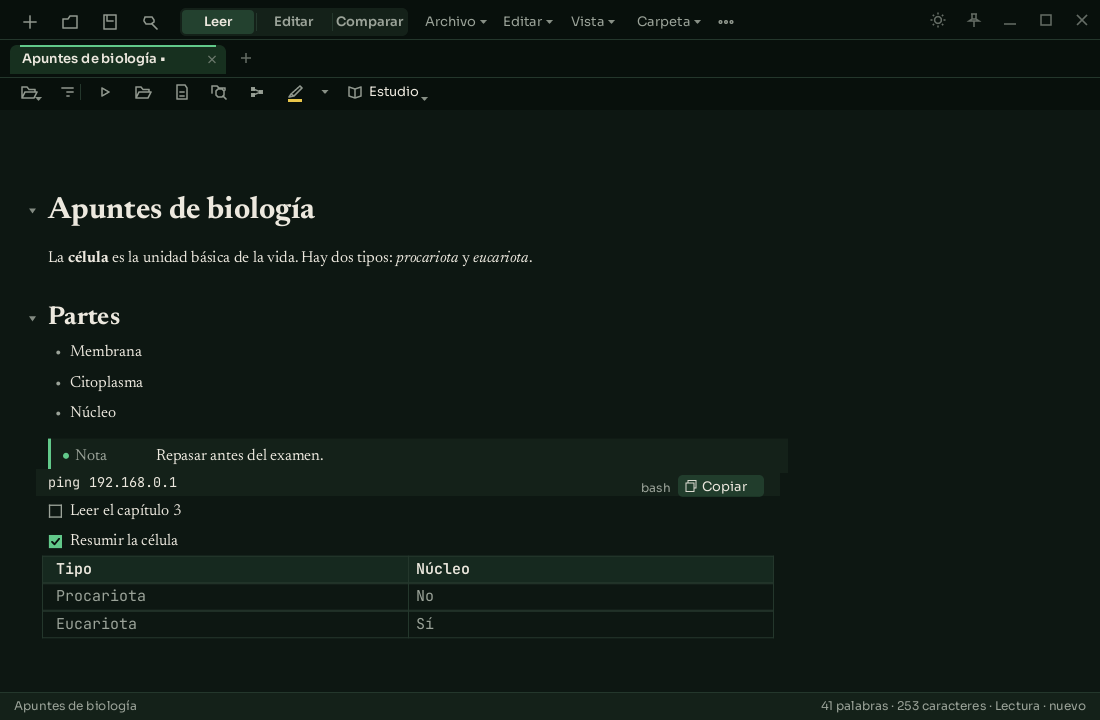 Leer Editar Comparar Archivo Editar Vista Carpeta
Apuntes de biología
Estudio
Apuntes de biología
La célula es la unidad básica de la vida. Hay dos tipos: procariota y eucariota.
Partes
• Membrana
• Citoplasma
• Núcleo
Nota Repasar antes del examen.
ping 192.168.0.1 bash Copiar
Leer el capítulo 3
Resumir la célula
Tipo Núcleo
Procariota No
Eucariota Sí
Apuntes de biología 41 palabras · 253 caracteres · Lectura · nuevo